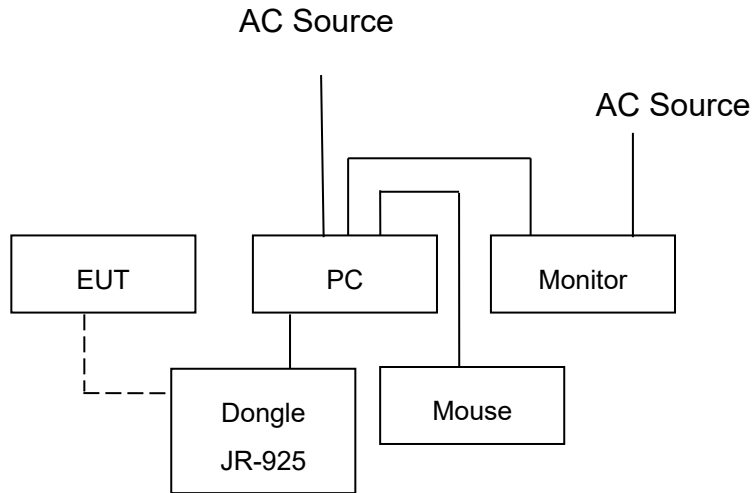 AC Source
AC Source
EUT
PC
Monitor
Dongle
JR-925
Mouse